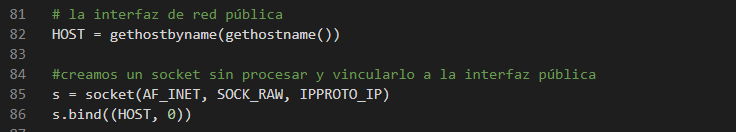 81 # la interfaz de red pública
82 HOST = gethostbyname(gethostname())
83
84 #creamos un socket sin procesar y vincularlo a la interfaz pública
85 s = socket(AF_INET, SOCK_RAW, IPPROTO_IP)
86 s.bind((HOST, 0))